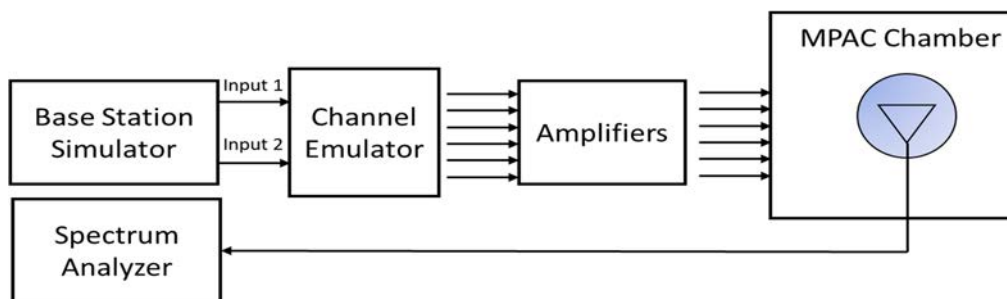 MPAC Chamber
Input 1
Base Station
Simulator
Input 2
Channel
Emulator
Amplifiers
Spectrum
Analyzer